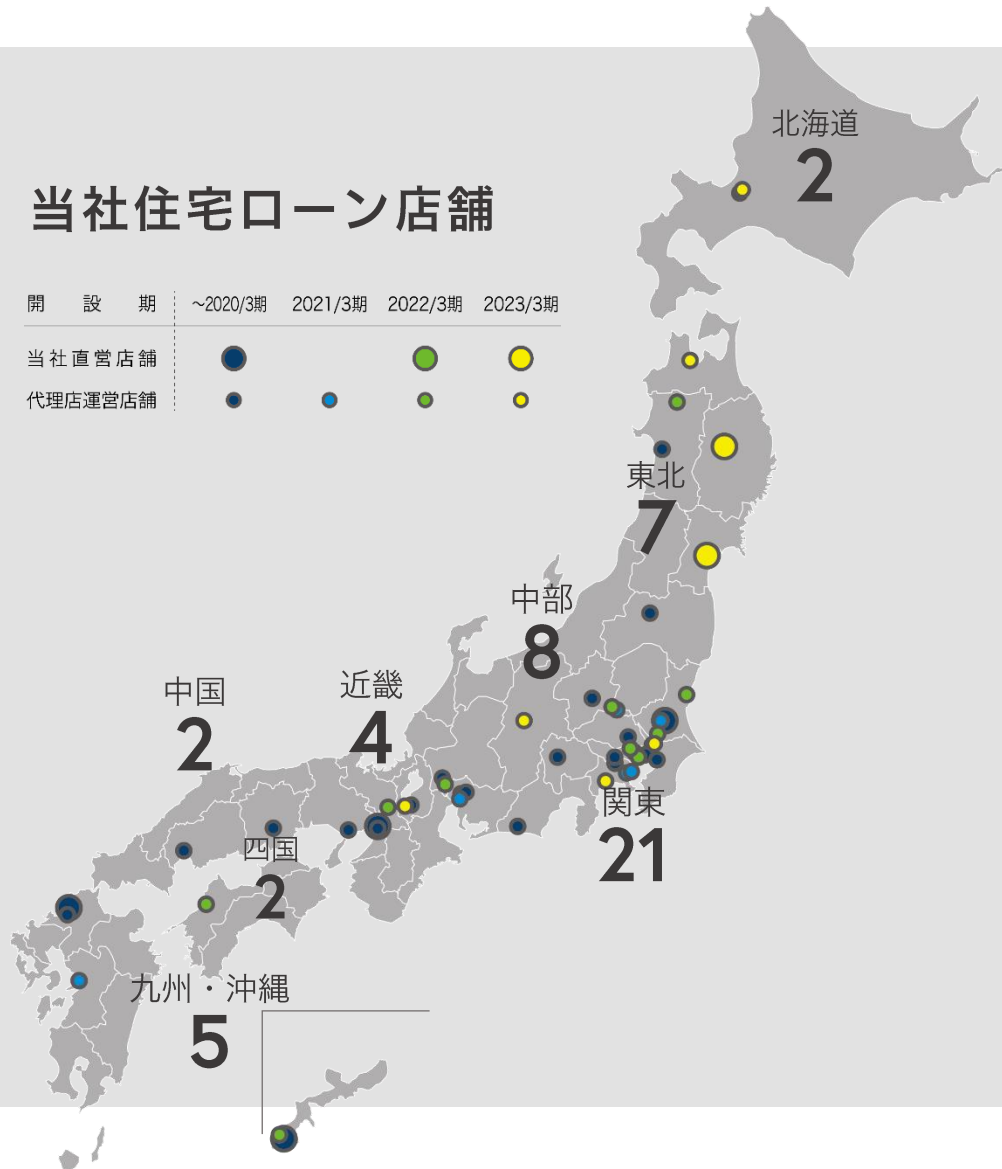 北海道
2
当社住宅ローン店舗
開設期 ～2020/3期 2021/3期 2022/3期 2023/3期
当社直営店舗
代理店運営店舗
東北
7
中部
8
近畿
4
中国
2
関東
21
四国
2
九州・沖縄
5